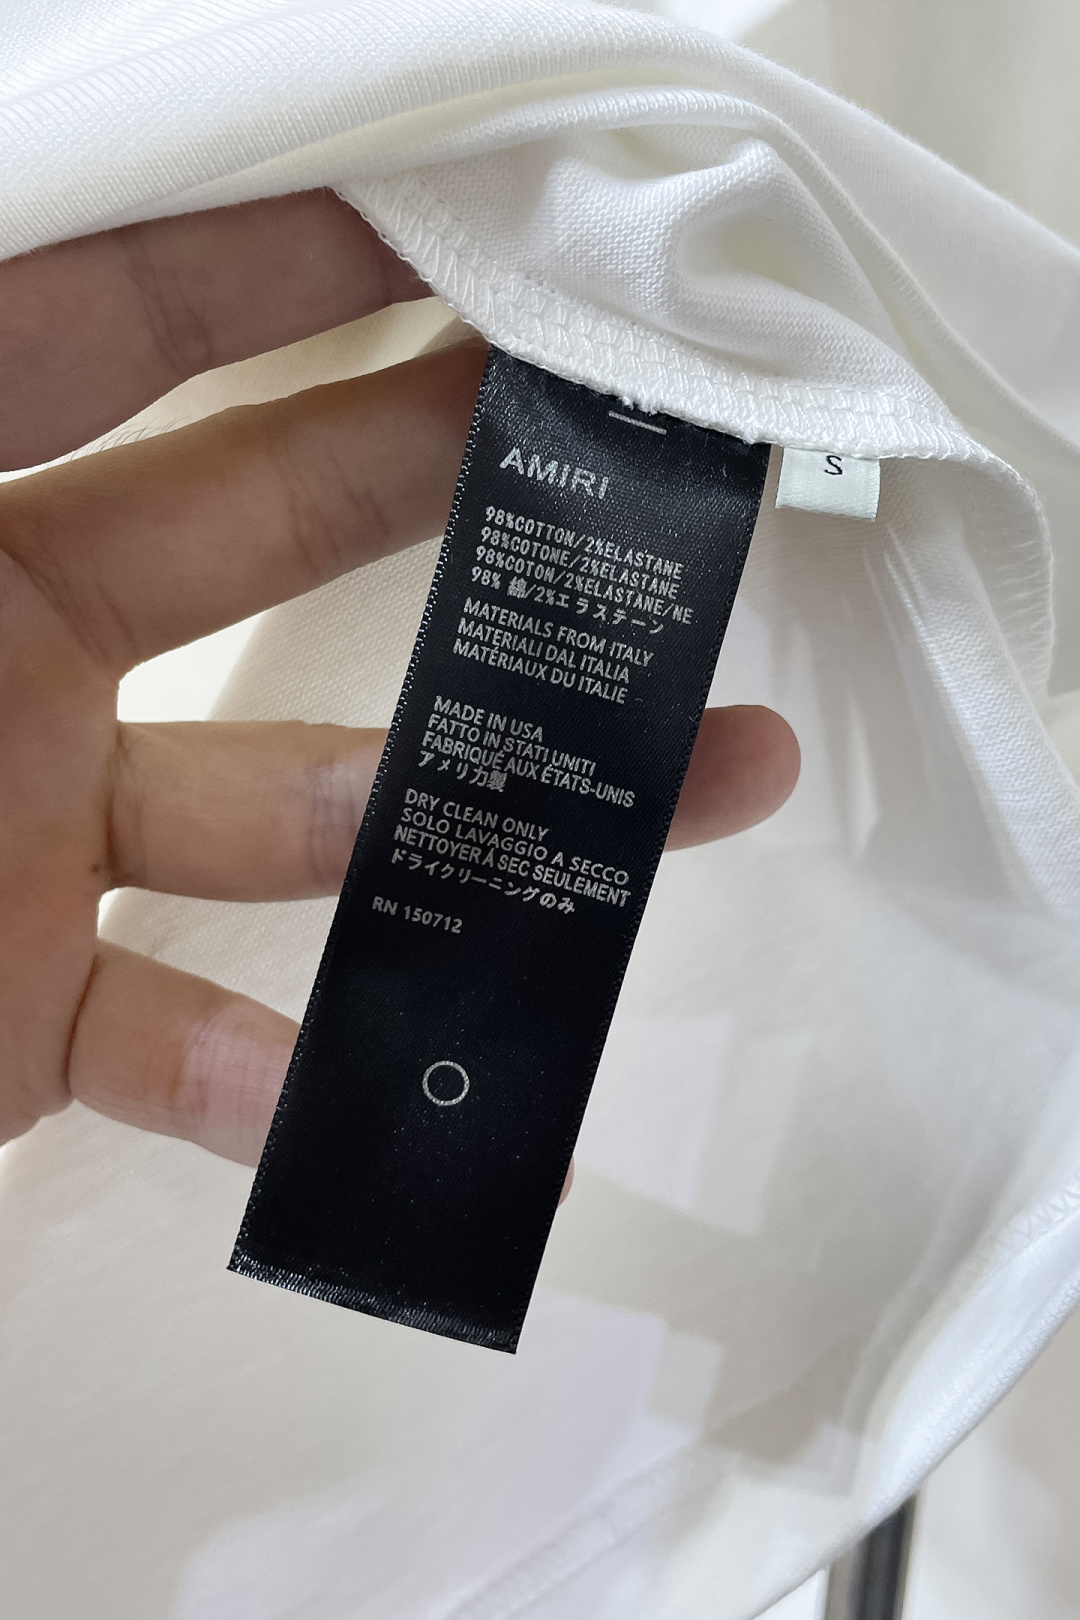 AMIRI
S
98%COTTON/2%ELASTANE
98%COTONE/2%ELASTANE
98%COTON/2%ELASTANE/NE
98% 綿/2%エラステーン
MATERIALS FROM ITALY
MATERIALI DAL ITALIA
MATÉRIAUX DU ITALIE
MADE IN USA
FATTO IN STATI UNITI
FABRIQUÉ AUX ÉTATS-UNIS
アメリカ製
DRY CLEAN ONLY
SOLO LAVAGGIO A SECCO
NETTOYER À SEC SEULEMENT
ドライクリーニングのみ
RN 150712